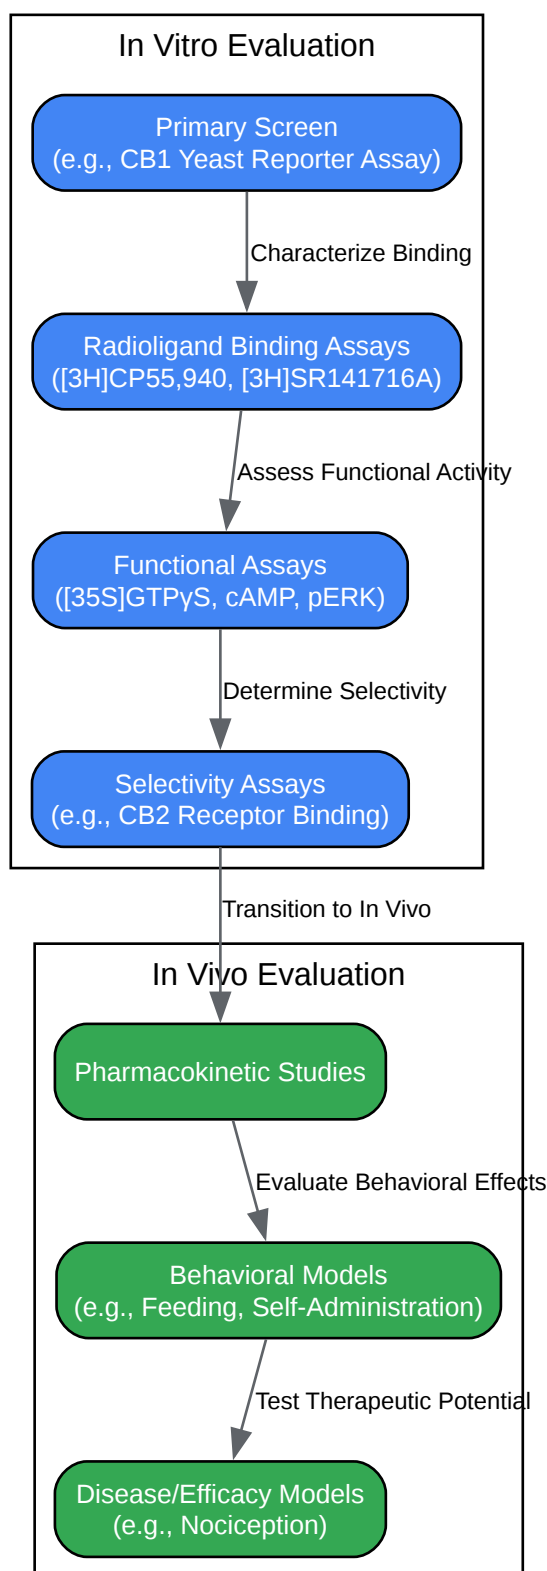 In Vitro Evaluation
Primary Screen
(e.g., CB1 Yeast Reporter Assay)
Characterize Binding
Radioligand Binding Assays
([3H]CP55,940, [3H]SR141716A)
Assess Functional Activity
Functional Assays
([35S]GTPγS, cAMP, pERK)
Determine Selectivity
Selectivity Assays
(e.g., CB2 Receptor Binding)
Transition to In Vivo
In Vivo Evaluation
Pharmacokinetic Studies
Evaluate Behavioral Effects
Behavioral Models
(e.g., Feeding, Self-Administration)
Test Therapeutic Potential
Disease/Efficacy Models
(e.g., Nociception)